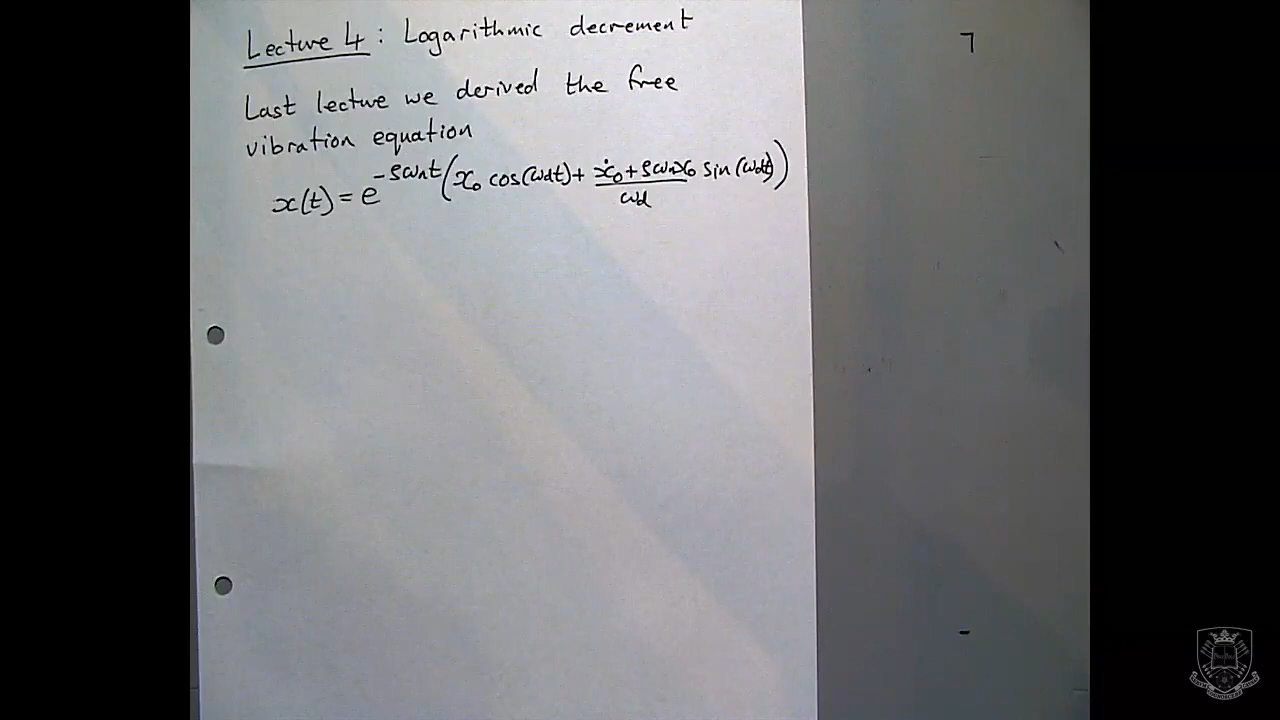 Lecture 4 : Logarithmic decrement
Last lecture we derived the free
vibration equation
x(t) = e^{-ζωnt}(x₀ cos(ωdt) + (ẋ₀ + ζωnx₀)/ωd sin(ωdt))